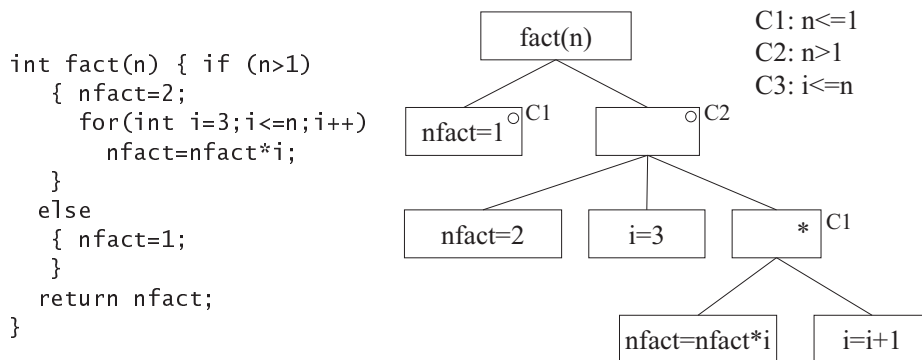 int fact(n) { if (n>1)
{ nfact=2;
for(int i=3;i<=n;i++)
nfact=nfact*i;
}
else
{ nfact=1;
}
return nfact;
}
fact(n)
C1: n<=1
C2: n>1
C3: i<=n
nfact=1 C1
C2
nfact=2
i=3
* C1
nfact=nfact*i
i=i+1